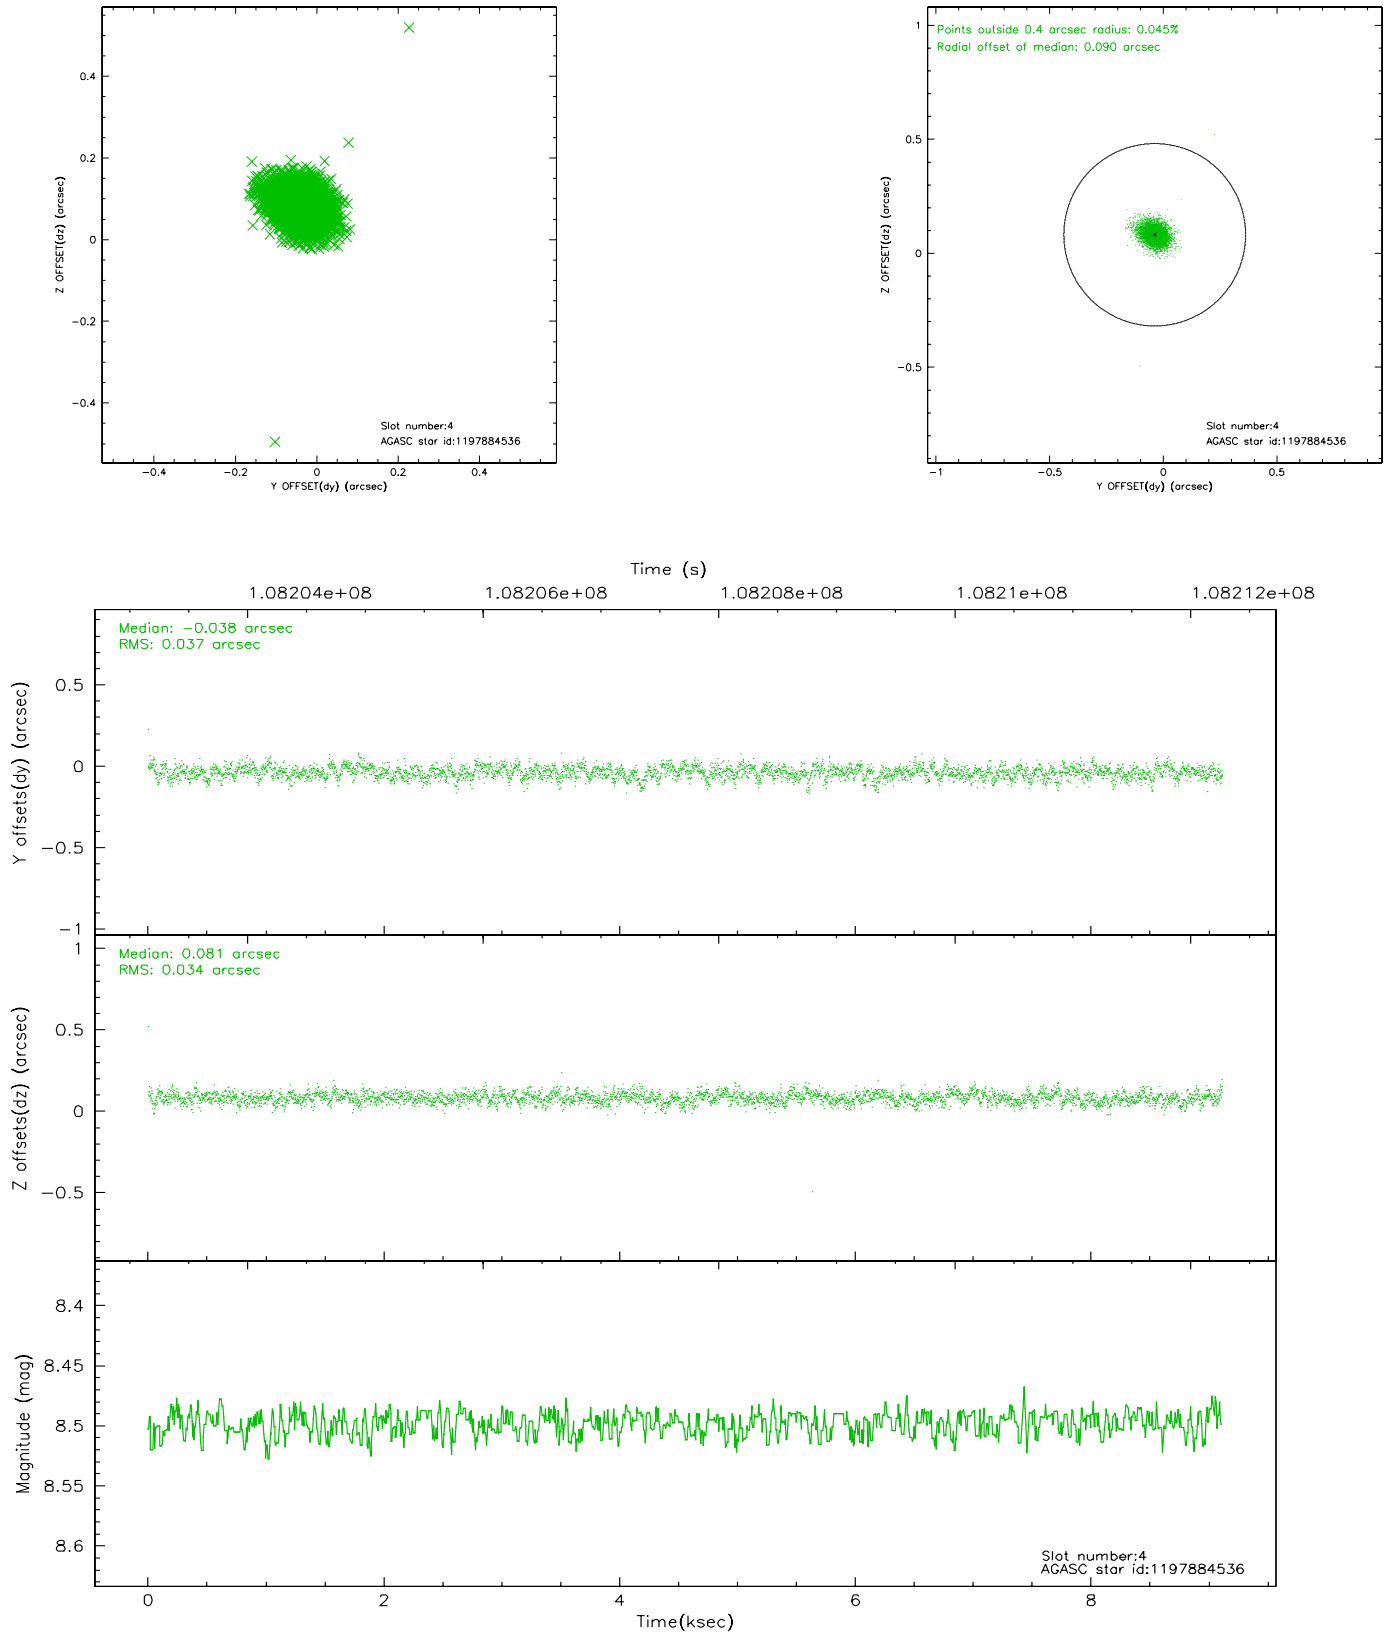 0.4
0.2
0
−0.2
−0.4
Z OFFSET(dz) (arcsec)
Slot number:4
AGASC star id:1197884536
−0.4
−0.2
0
0.2
0.4
Y OFFSET(dy) (arcsec)
Points outside 0.4 arcsec radius: 0.045%
Radial offset of median: 0.090 arcsec
1
0.5
0
−0.5
Z OFFSET(dz) (arcsec)
Slot number:4
AGASC star id:1197884536
−1
−0.5
0
0.5
Y OFFSET(dy) (arcsec)
Time (s)
1.08204e+08
1.08206e+08
1.08208e+08
1.0821e+08
1.08212e+08
Median: −0.038 arcsec
RMS: 0.037 arcsec
0.5
0
−0.5
−1
Y offsets(dy) (arcsec)
Median: 0.081 arcsec
RMS: 0.034 arcsec
1
0.5
0
−0.5
Z offsets(dz) (arcsec)
8.4
8.45
8.5
8.55
8.6
Magnitude (mag)
Slot number:4
AGASC star id:1197884536
0
2
4
6
8
Time(ksec)